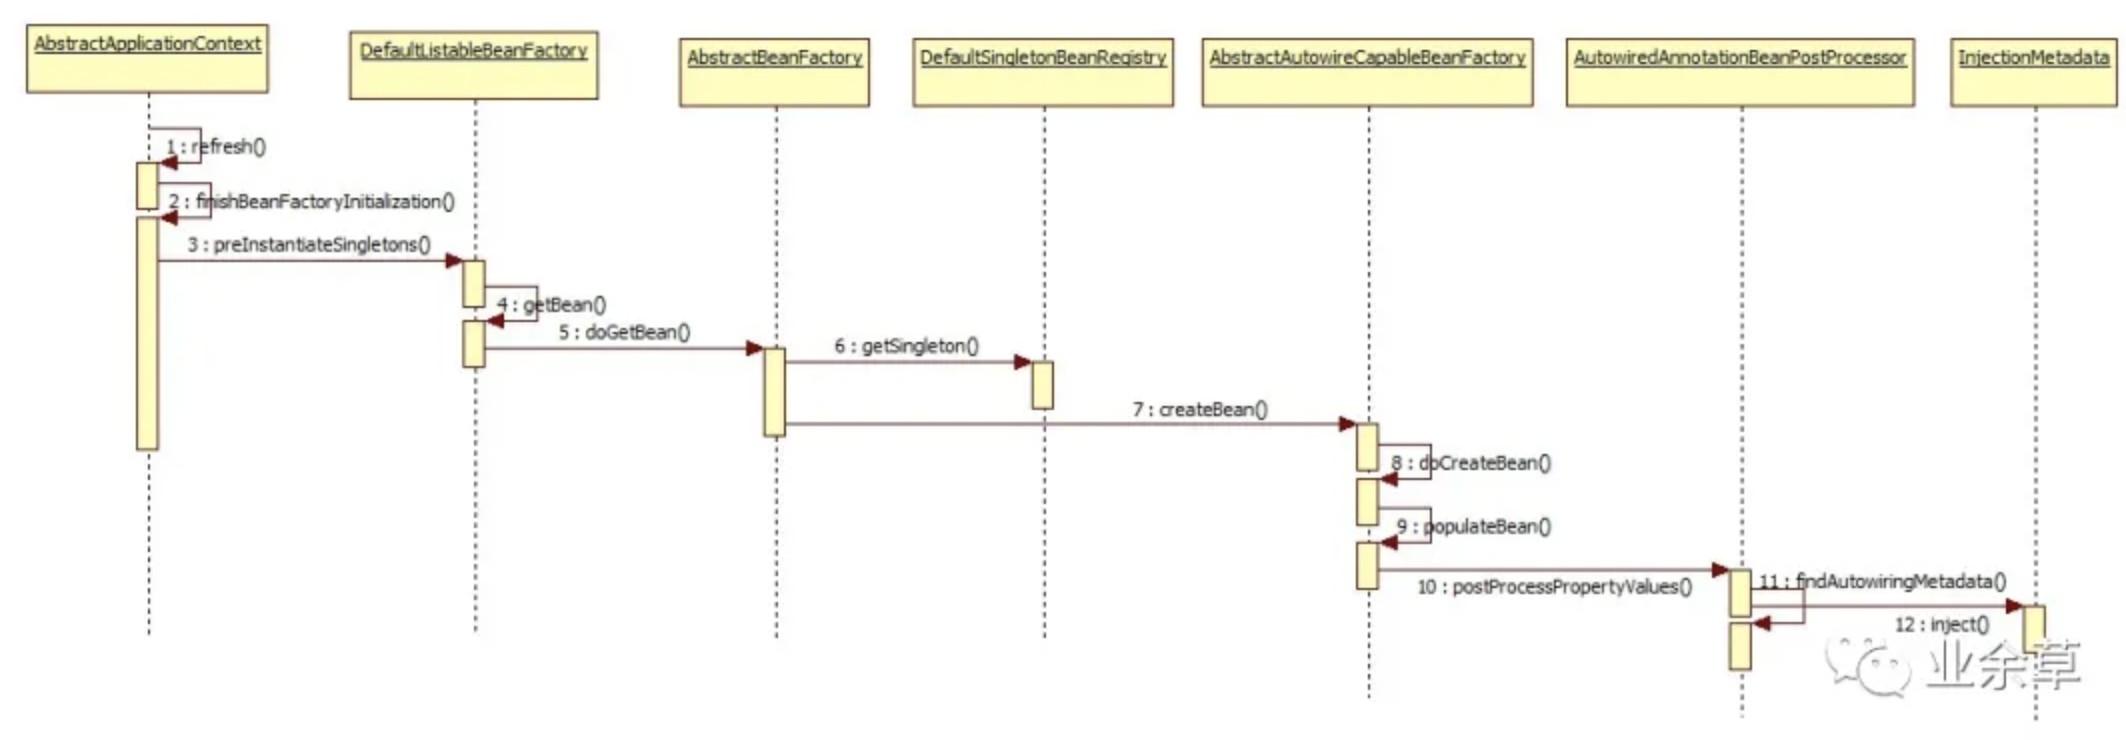 AbstractApplicationContext
DefaultListableBeanFactory
AbstractBeanFactory
DefaultSingletonBeanRegistry
AbstractAutowireCapableBeanFactory
AutowiredAnnotationBeanPostProcessor
InjectionMetadata
1 : refresh()
2 : finishBeanFactoryInitialization()
3 : preInstantiateSingletons()
4 : getBean()
5 : doGetBean()
6 : getSingleton()
7 : createBean()
8 : doCreateBean()
9 : populateBean()
10 : postProcessPropertyValues()
11 : findAutowiringMetadata()
12 : inject()
业余草